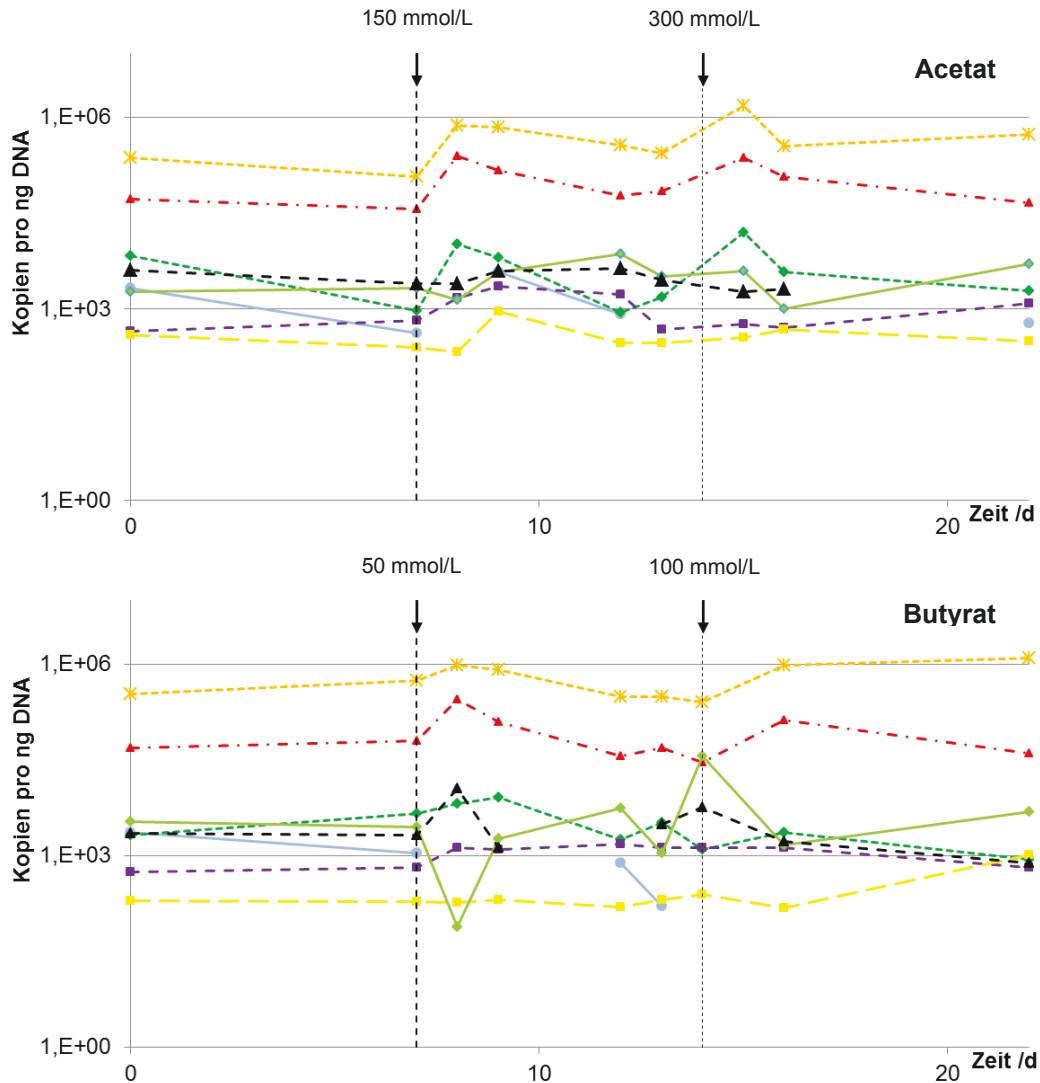 150 mmol/L 300 mmol/L
Acetat
1,E+06
Kopien pro ng DNA
1,E+03
1,E+00
0 10 20 Zeit /d
50 mmol/L 100 mmol/L
Butyrat
1,E+06
Kopien pro ng DNA
1,E+03
1,E+00
0 10 20 Zeit /d